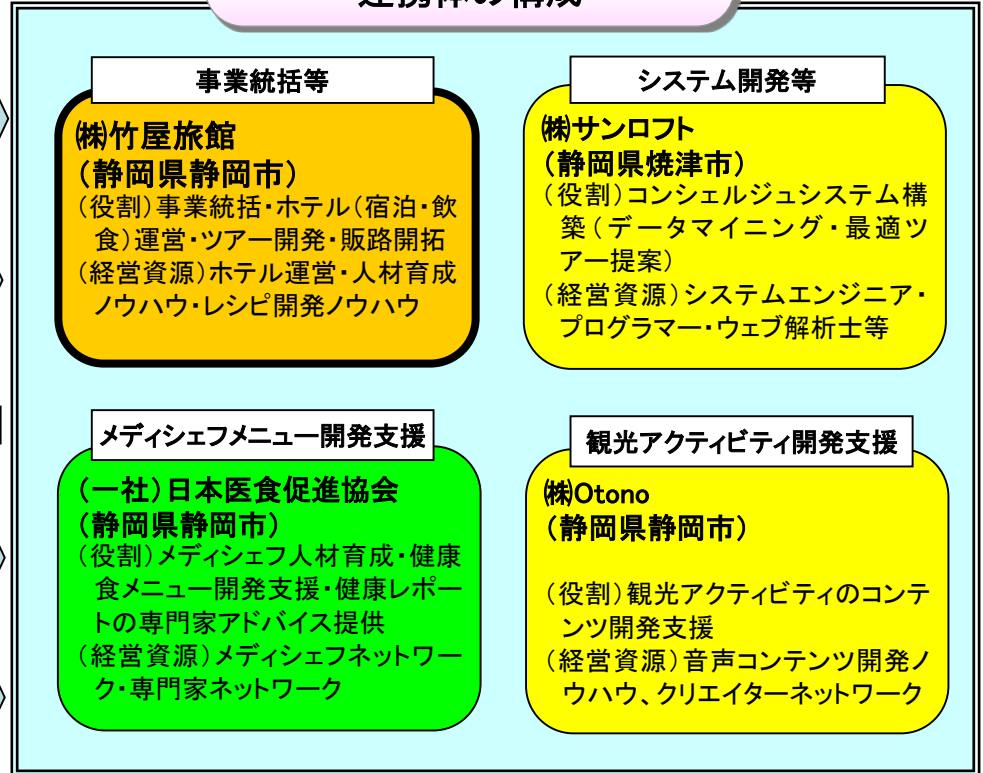 連携体の構成
事業統括等
㈱竹屋旅館
(静岡県静岡市)
(役割)事業統括・ホテル(宿泊・飲
食)運営・ツアー開発・販路開拓
(経営資源)ホテル運営・人材育成
ノウハウ・レシピ開発ノウハウ
システム開発等
㈱サンロフト
(静岡県焼津市)
(役割)コンシェルジュシステム構
築(データマイニング・最適ツ
アー提案)
(経営資源)システムエンジニア・
プログラマー・ウェブ解析士等
メディシェフメニュー開発支援
(一社)日本医食促進協会
(静岡県静岡市)
(役割)メディシェフ人材育成・健康
食メニュー開発支援・健康レポー
トの専門家アドバイス提供
(経営資源)メディシェフネットワー
ク・専門家ネットワーク
観光アクティビティ開発支援
㈱Otono
(静岡県静岡市)
(役割)観光アクティビティのコンテ
ンツ開発支援
(経営資源)音声コンテンツ開発ノ
ウハウ、クリエイターネットワーク